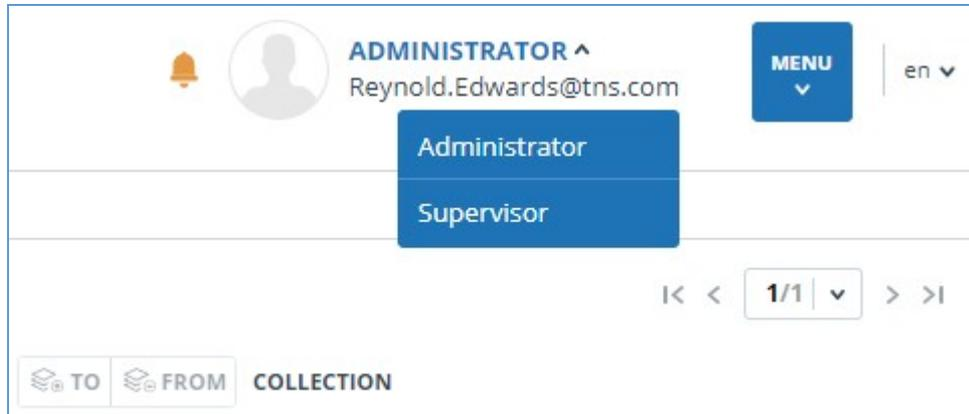 ADMINISTRATOR
Reynold.Edwards@tns.com
MENU
en
Administrator
Supervisor
1/1
TO FROM COLLECTION